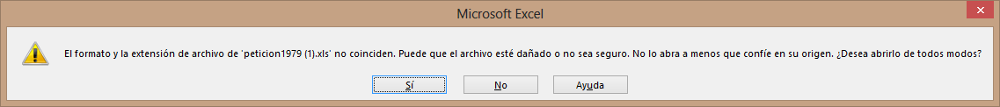 Microsoft Excel
El formato y la extensión de archivo de 'peticion1979 (1).xls' no coinciden. Puede que el archivo esté dañado o no sea seguro. No lo abra a menos que confíe en su origen. ¿Desea abrirlo de todos modos?
Sí No Ayuda